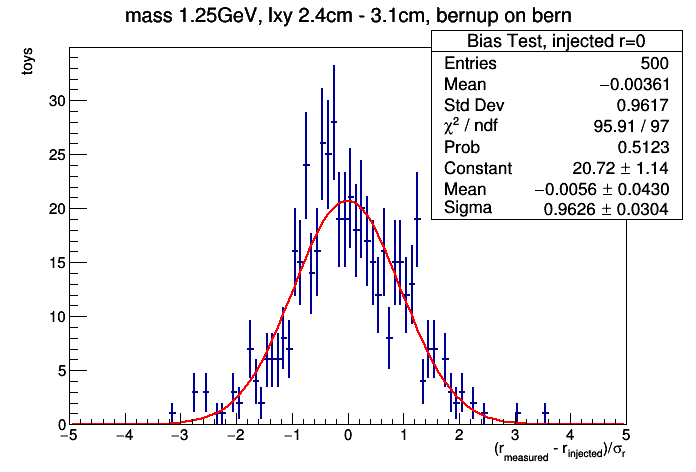 mass 1.25GeV, lxy 2.4cm - 3.1cm, bernup on bern
Bias Test, injected r=0
Entries 500
Mean −0.00361
Std Dev 0.9617
χ² / ndf 95.91 / 97
Prob 0.5123
Constant 20.72 ± 1.14
Mean −0.0056 ± 0.0430
Sigma 0.9626 ± 0.0304
toys
30
25
20
15
10
5
0
−5 −4 −3 −2 −1 0 1 2 3 4 5
(r_measured - r_injected)/σ_r